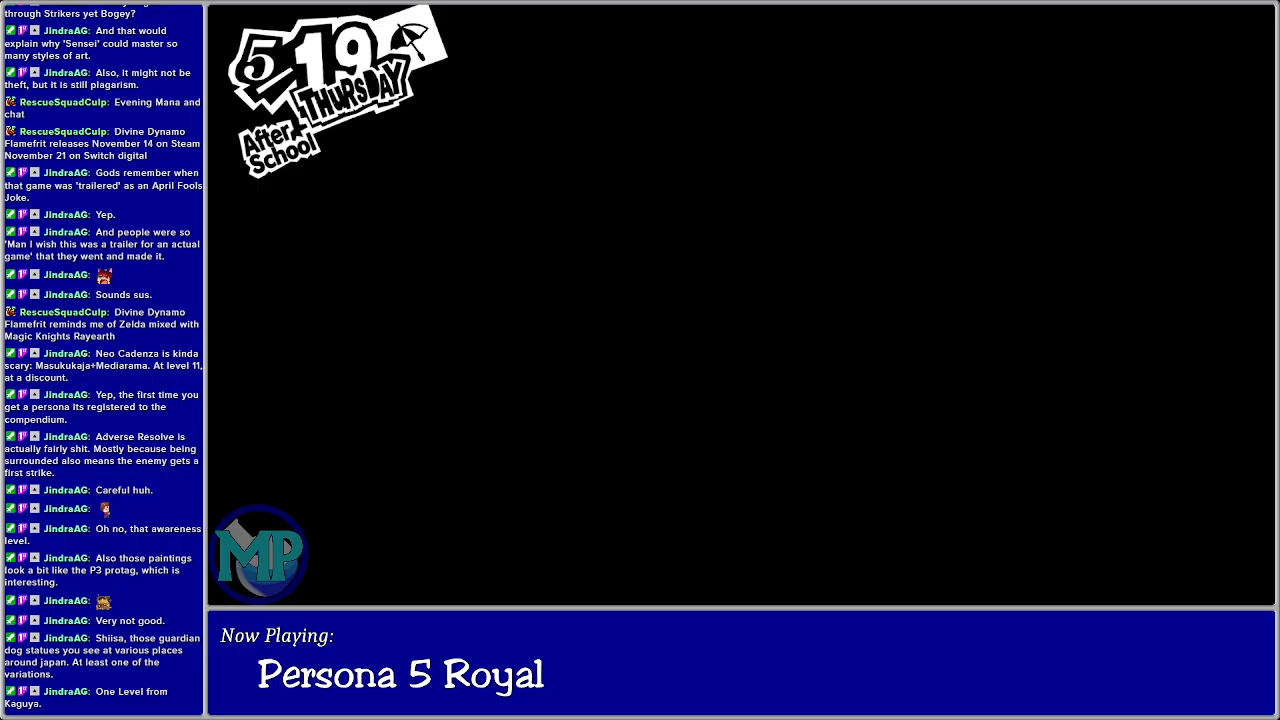 through Strikers yet Bogey?
JindraAG: And that would
explain why 'Sensei' could master so
many styles of art.
JindraAG: Also, it might not be
theft, but it is still plagarism.
RescueSquadCulp: Evening Mana and
chat
RescueSquadCulp: Divine Dynamo
Flamefrit releases November 14 on Steam
November 21 on Switch digital
JindraAG: Gods remember when
that game was 'trailered' as an April Fools
Joke.
JindraAG: Yep.
JindraAG: And people were so
'Man I wish this was a trailer for an actual
game' that they went and made it.
JindraAG:
JindraAG: Sounds sus.
RescueSquadCulp: Divine Dynamo
Flamefrit reminds me of Zelda mixed with
Magic Knights Rayearth
JindraAG: Neo Cadenza is kinda
scary: Masukukaja+Mediarama. At level 11,
at a discount.
JindraAG: Yep, the first time you
get a persona its registered to the
compendium.
JindraAG: Adverse Resolve is
actually fairly shit. Mostly because being
surrounded also means the enemy gets a
first strike.
JindraAG: Careful huh.
JindraAG:
JindraAG: Oh no, that awareness
level.
JindraAG: Also those paintings
look a bit like the P3 protag, which is
interesting.
JindraAG:
JindraAG: Very not good.
JindraAG: Shiisa, those guardian
dog statues you see at various places
around japan. At least one of the
variations.
JindraAG: One Level from
Kaguya.
5/19
THURSDAY
After
School
MP
Now Playing:
Persona 5 Royal